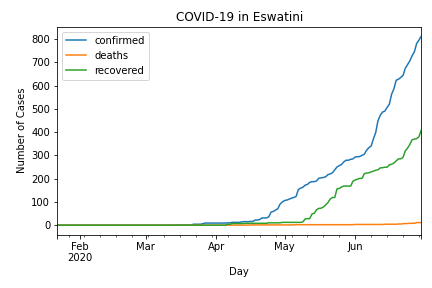 COVID-19 in Eswatini
confirmed
deaths
recovered
Number of Cases
800
700
600
500
400
300
200
100
0
Feb
2020
Mar
Apr
May
Jun
Day